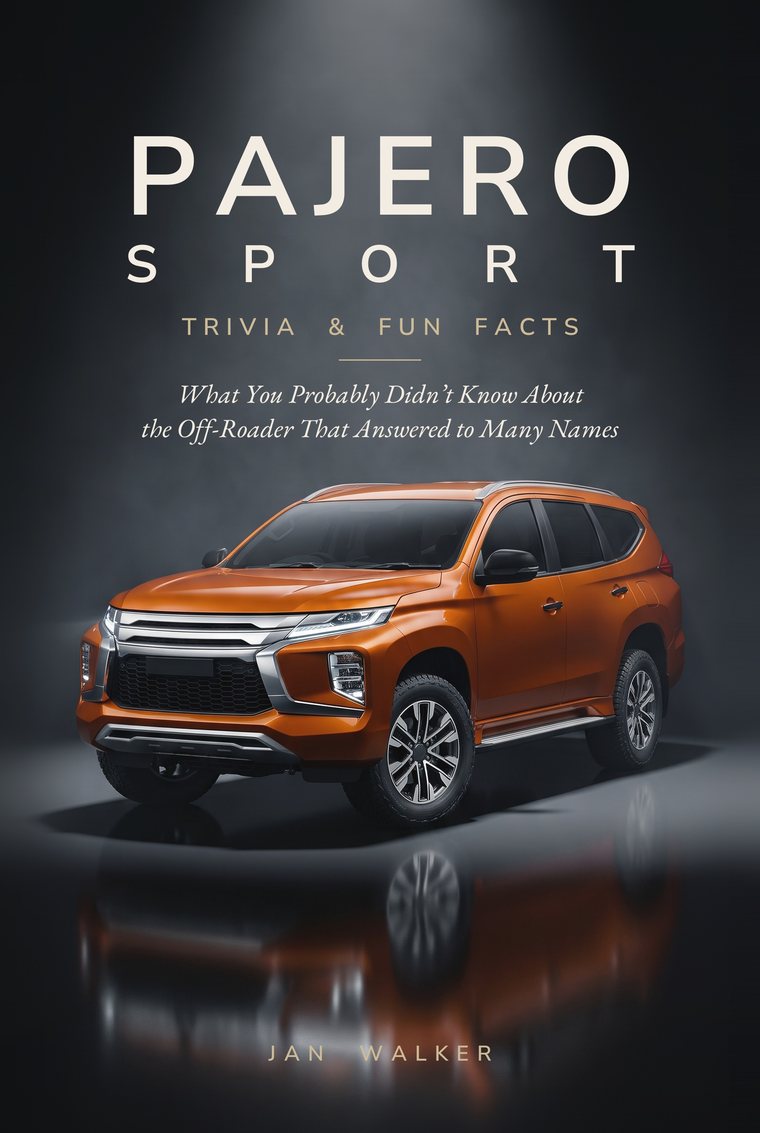 PAJERO
SPORT
TRIVIA & FUN FACTS
What You Probably Didn't Know About
the Off-Roader That Answered to Many Names
JAN WALKER